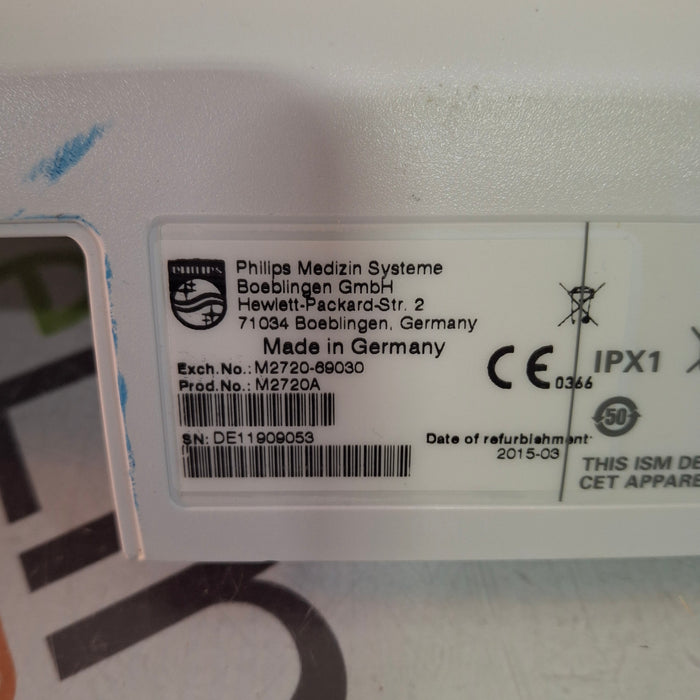 PHILIPS
Philips Medizin Systeme
Boeblingen GmbH
Hewlett-Packard-Str. 2
71034 Boeblingen, Germany
Made in Germany
Exch.No.: M2720-69030
Prod.No.: M2720A
SN: DE11909053
Date of refurbishment
2015-03
CE 0366
IPX1
50
THIS ISM DE
CET APPARE